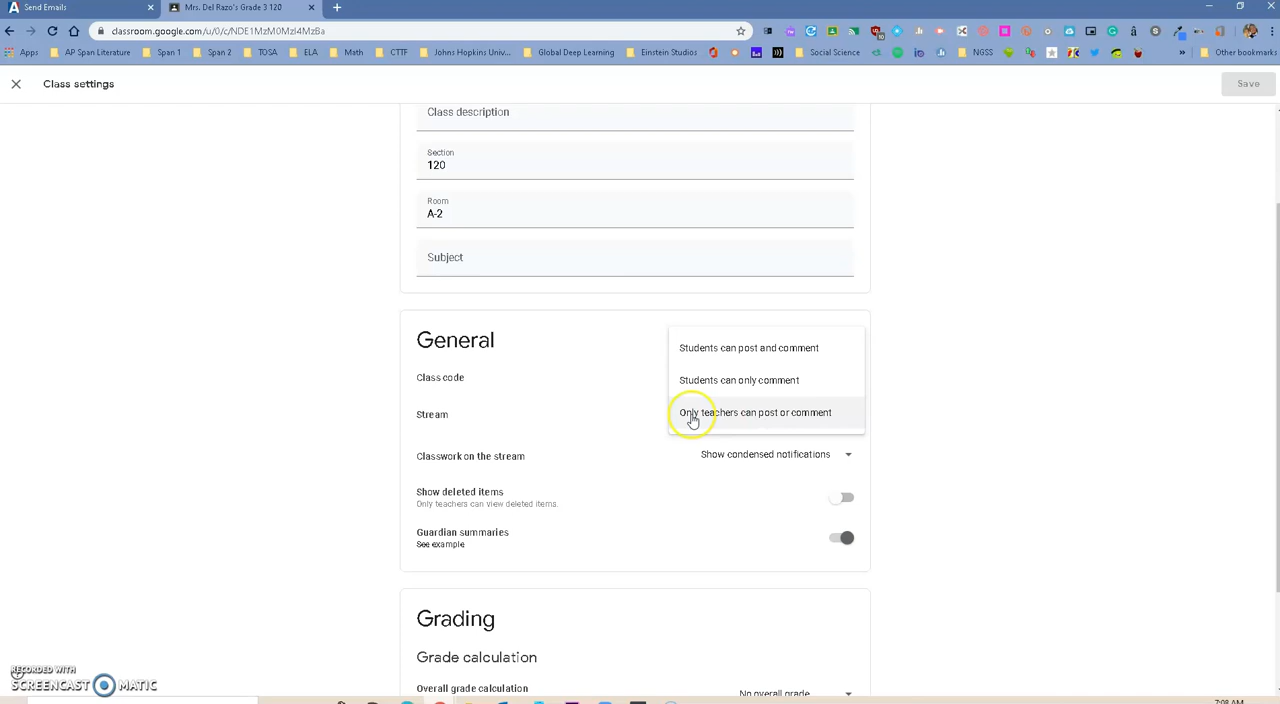 Send Emails
Mrs. Del Razo's Grade 3 120
classroom.google.com/u/0/c/NDE1MzM0MzI4MzBa
Apps AP Span Literature Span 1 Span 2 TOSA ELA Math CTTF Johns Hopkins Univ... Global Deep Learning Einstein Studios Social Science NGSS » Other bookmarks
Class settings
Save
Class description
Section
120
Room
A-2
Subject
General
Students can post and comment
Class code
Students can only comment
Stream
Only teachers can post or comment
Classwork on the stream
Show condensed notifications
Show deleted items
Only teachers can view deleted items.
Guardian summaries
See example
Grading
Grade calculation
Overall grade calculation
No overall grade
RECORDED WITH
SCREENCAST MATIC
7:08 AM